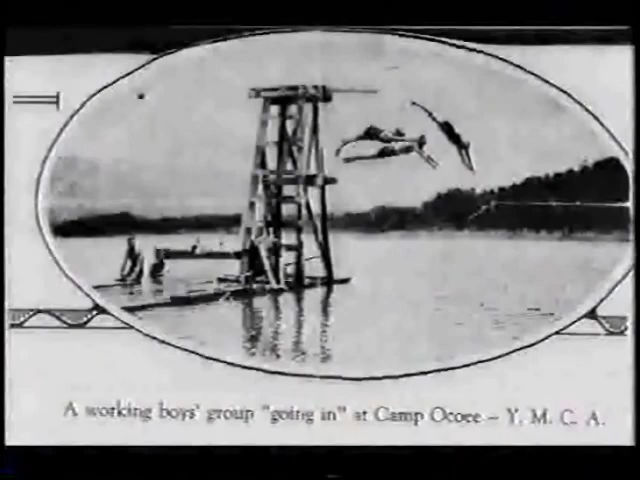 A working boys' group "going in" at Camp Ocoee – Y. M. C. A.